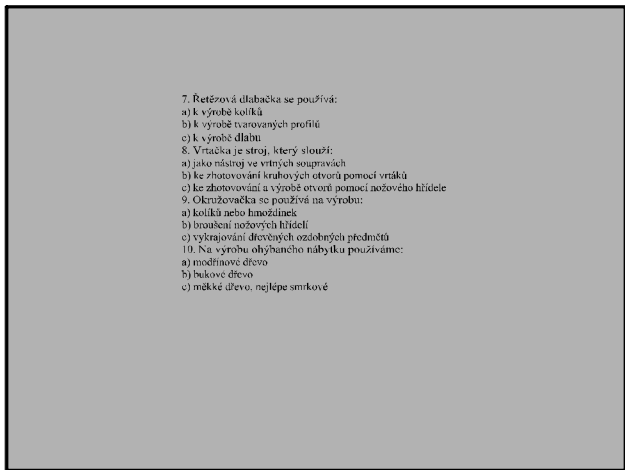 7. Řetězová dlabačka se používá:
a) k výrobě kolíků
b) k výrobě tvarovaných profilů
c) k výrobě dlabu
8. Vrtačka je stroj, který slouží:
a) jako nástroj ve vrtných soupravách
b) ke zhotovování kruhových otvorů pomocí vrtáků
c) ke zhotovování a výrobě otvorů pomocí nožového hřídele
9. Okružovačka se používá na výrobu:
a) kolíků nebo hmoždinek
b) broušení nožových hřídelí
c) vykrajování dřevěných ozdobných předmětů
10. Na výrobu ohýbaného nábytku používáme:
a) modřínové dřevo
b) bukové dřevo
c) měkké dřevo, nejlépe smrkové